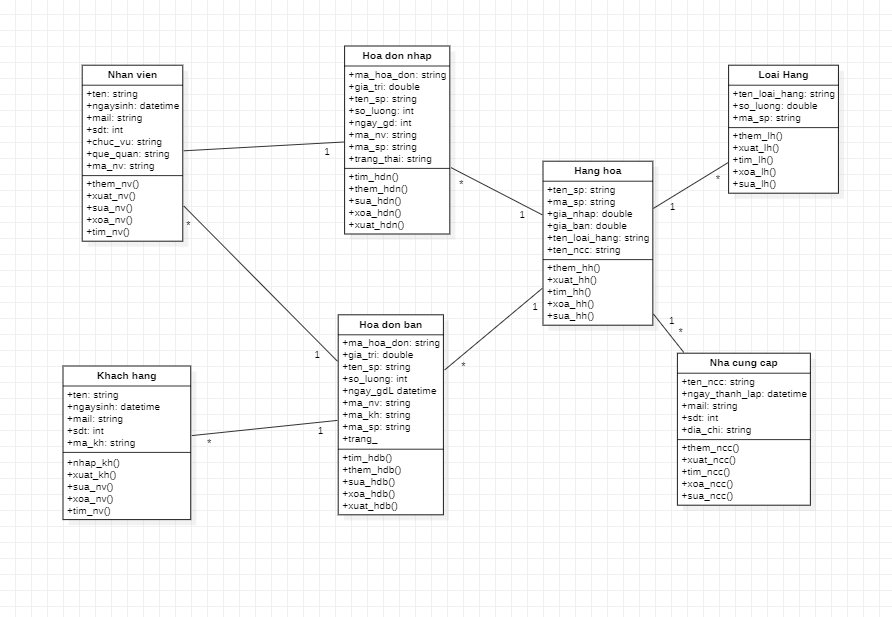 Nhan vien
+ten: string
+ngaysinh: datetime
+mail: string
+sdt: int
+chuc_vu: string
+que_quan: string
+ma_nv: string
+them_nv()
+xuat_nv()
+sua_nv()
+xoa_nv()
+tim_nv()
Hoa don nhap
+ma_hoa_don: string
+gia_tri: double
+ten_sp: string
+so_luong: int
+ngay_gd: int
+ma_nv: string
+ma_sp: string
+trang_thai: string
+tim_hdn()
+them_hdn()
+sua_hdn()
+xoa_hdn()
+xuat_hdn()
Loai Hang
+ten_loai_hang: string
+so_luong: double
+ma_sp: string
+them_lh()
+xuat_lh()
+tim_lh()
+xoa_lh()
+sua_lh()
Hang hoa
+ten_sp: string
+ma_sp: string
+gia_nhap: double
+gia_ban: double
+ten_loai_hang: string
+ten_ncc: string
+them_hh()
+xuat_hh()
+tim_hh()
+xoa_hh()
+sua_hh()
1
*
1
1
*
*
1
1
*
1
*
1
*
Hoa don ban
+ma_hoa_don: string
+gia_tri: double
+ten_sp: string
+so_luong: int
+ngay_gdL datetime
+ma_nv: string
+ma_kh: string
+ma_sp: string
+trang_
+tim_hdb()
+them_hdb()
+sua_hdb()
+xoa_hdb()
+xuat_hdb()
Khach hang
+ten: string
+ngaysinh: datetime
+mail: string
+sdt: int
+ma_kh: string
+nhap_kh()
+xuat_kh()
+sua_nv()
+xoa_nv()
+tim_nv()
Nha cung cap
+ten_ncc: string
+ngay_thanh_lap: datetime
+mail: string
+sdt: int
+dia_chi: string
+them_ncc()
+xuat_ncc()
+tim_ncc()
+xoa_ncc()
+sua_ncc()